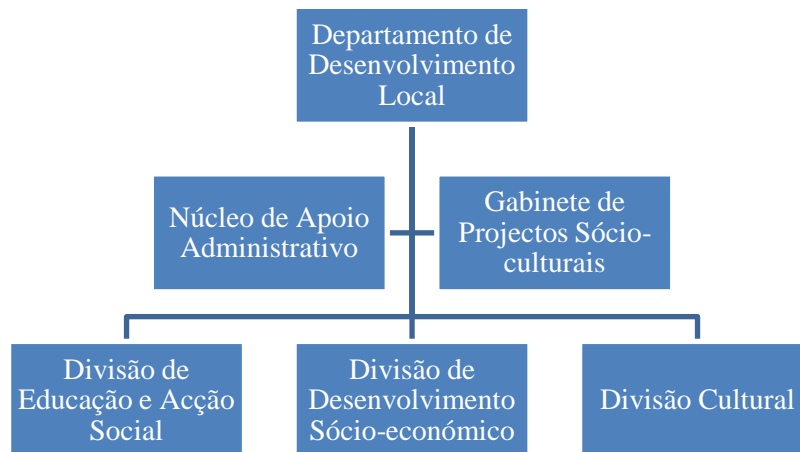 Departamento de
Desenvolvimento
Local
Núcleo de Apoio
Administrativo
Gabinete de
Projectos Sócio-
culturais
Divisão de
Educação e Acção
Social
Divisão de
Desenvolvimento
Sócio-económico
Divisão Cultural